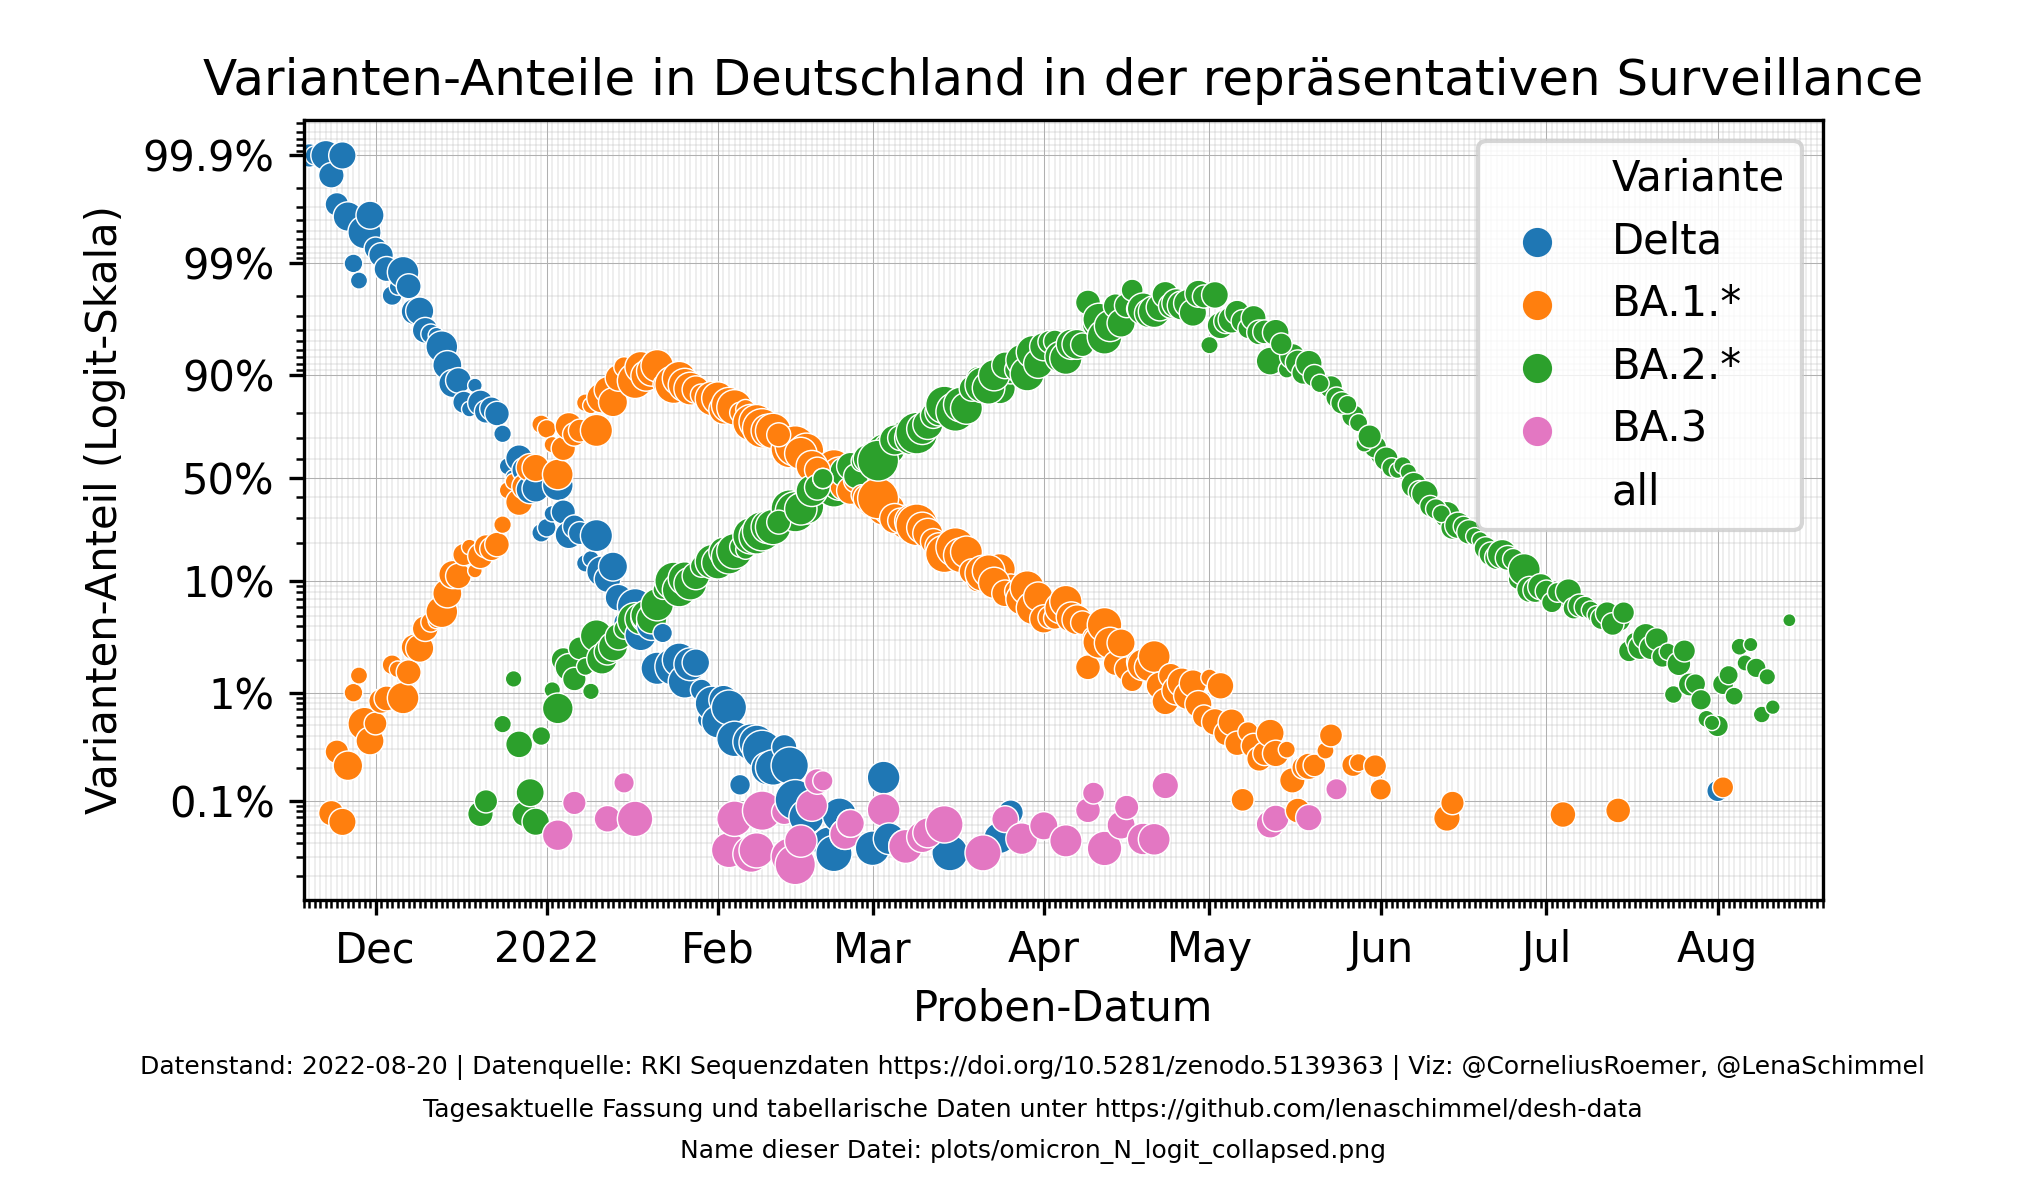 Varianten-Anteile in Deutschland in der repräsentativen Surveillance
Varianten-Anteil (Logit-Skala)
99.9%
99%
90%
50%
10%
1%
0.1%
Variante
Delta
BA.1.*
BA.2.*
BA.3
all
Dec 2022 Feb Mar Apr May Jun Jul Aug
Proben-Datum
Datenstand: 2022-08-20 | Datenquelle: RKI Sequenzdaten https://doi.org/10.5281/zenodo.5139363 | Viz: @CorneliusRoemer, @LenaSchimmel
Tagesaktuelle Fassung und tabellarische Daten unter https://github.com/lenaschimmel/desh-data
Name dieser Datei: plots/omicron_N_logit_collapsed.png